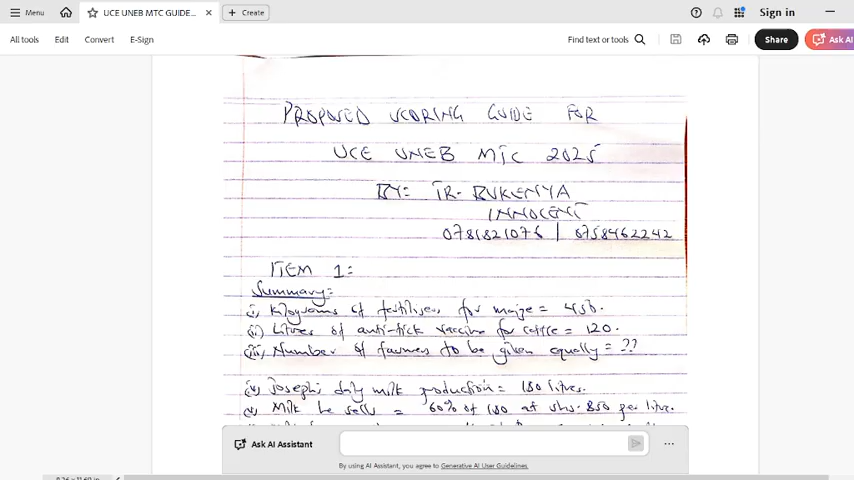 Menu
UCE UNEB MTC GUIDE...
Create
Sign in
All tools
Edit
Convert
E-Sign
Find text or tools
Share
Ask AI
PROPOSED SCORING GUIDE FOR
UCE UNEB MTC 2025
BY: TR. BUKENYA
INNOCENT
0781821076 | 0758462242
ITEM 1:
Summary:
(i) Kilograms of fertilisers for maize = 450.
(ii) Litres of anti-tick vaccine for cattle = 120.
(iii) Number of farmers to be given equally = ??
(iv) Joseph's daily milk production = 180 litres.
(v) Milk he sells = 60% of 180 at shs. 850 per litre.
Ask AI Assistant
By using AI Assistant, you agree to Generative AI User Guidelines.